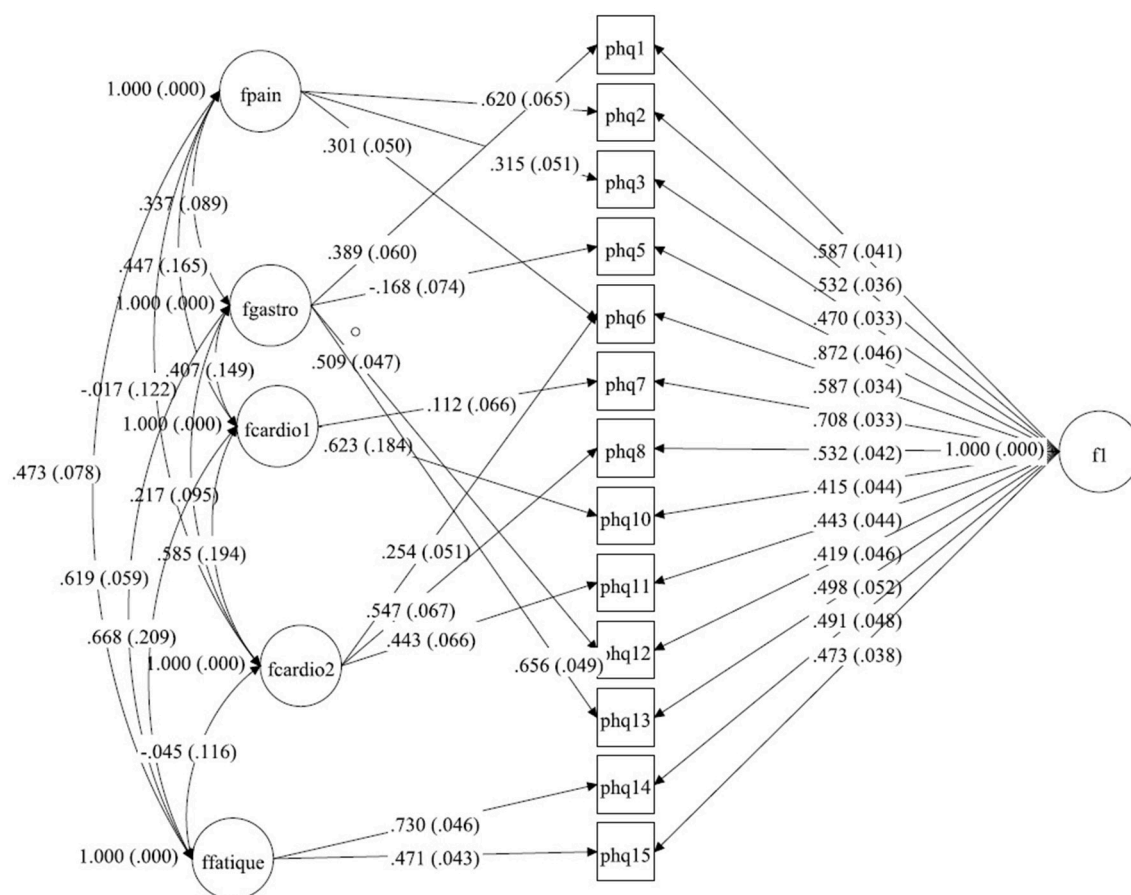 phq1
1.000 (.000)
fpain
.620 (.065)
phq2
.301 (.050)
.315 (.051)
phq3
.337 (.089)
.389 (.060)
phq5
.587 (.041)
.447 (.165)
-.168 (.074)
.532 (.036)
1.000 (.000)
fgastro
phq6
.470 (.033)
.407 (.149)
.509 (.047)
.872 (.046)
-.017 (.122)
phq7
.587 (.034)
1.000 (.000)
fcardio1
.112 (.066)
.708 (.033)
.623 (.184)
phq8
.532 (.042)
1.000 (.000)
f1
.473 (.078)
.415 (.044)
.217 (.095)
phq10
.443 (.044)
.585 (.194)
.254 (.051)
.419 (.046)
.619 (.059)
phq11
.498 (.052)
.547 (.067)
.491 (.048)
.668 (.209)
.443 (.066)
phq12
.473 (.038)
1.000 (.000)
fcardio2
.656 (.049)
phq13
-.045 (.116)
phq14
.730 (.046)
1.000 (.000)
ffatique
.471 (.043)
phq15